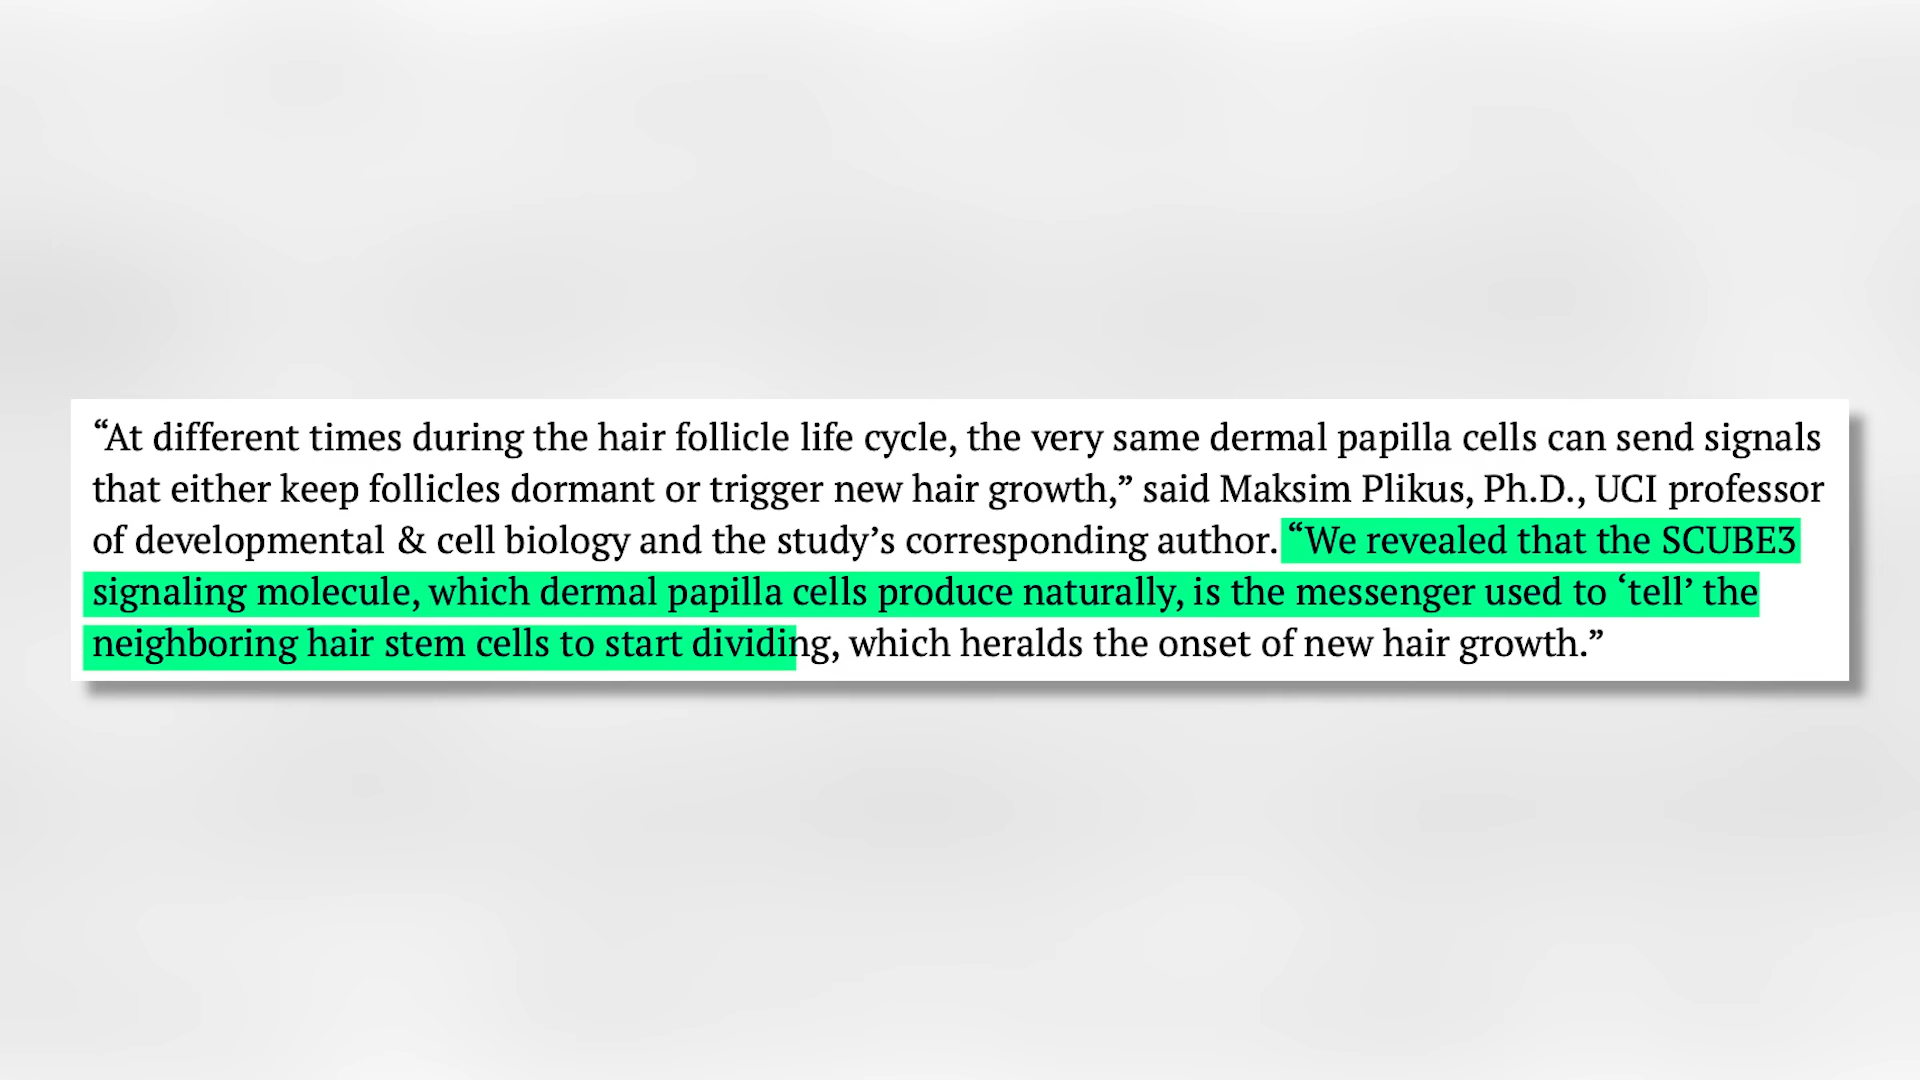 “At different times during the hair follicle life cycle, the very same dermal papilla cells can send signals
that either keep follicles dormant or trigger new hair growth,” said Maksim Plikus, Ph.D., UCI professor
of developmental & cell biology and the study’s corresponding author. “We revealed that the SCUBE3
signaling molecule, which dermal papilla cells produce naturally, is the messenger used to ‘tell’ the
neighboring hair stem cells to start dividing, which heralds the onset of new hair growth.”